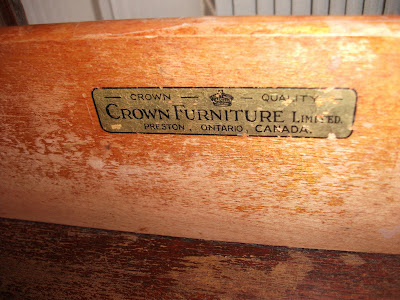 CROWN — QUALITY
CROWN FURNITURE LIMITED.
PRESTON, ONTARIO, CANADA.